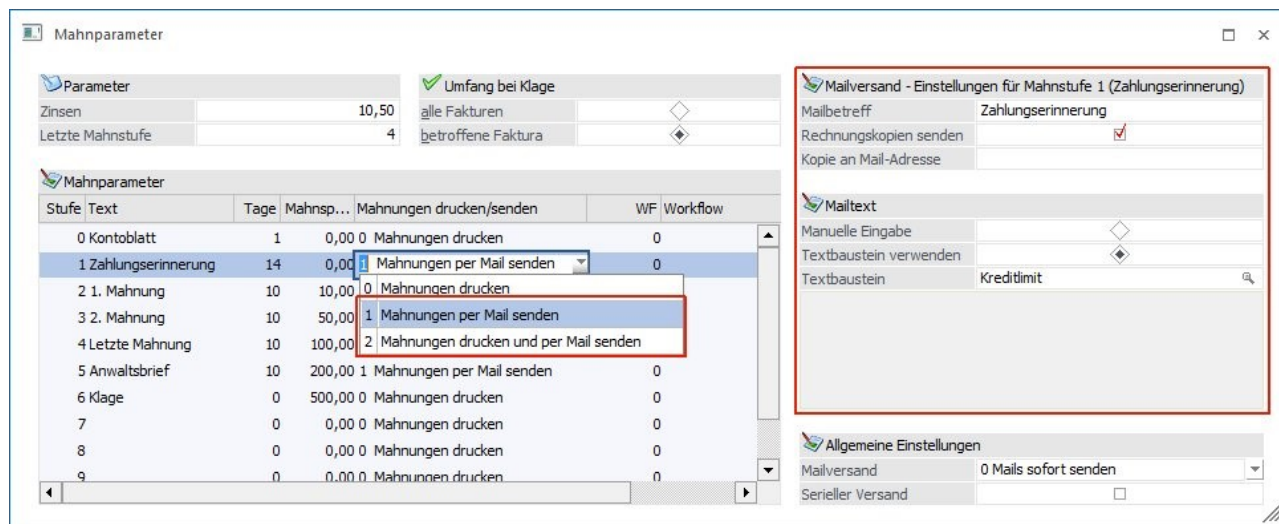 Mahnparameter
Parameter
Zinsen 10,50
Letzte Mahnstufe 4
Umfang bei Klage
alle Fakturen
betroffene Faktura
Mahnparameter
Stufe Text Tage Mahnsp... Mahnungen drucken/senden WF Workflow
0 Kontoblatt 1 0,00 0 Mahnungen drucken 0
1 Zahlungserinnerung 14 0,00 1 Mahnungen per Mail senden 0
2 1. Mahnung 10 10,00 0 Mahnungen drucken
3 2. Mahnung 10 50,00 1 Mahnungen per Mail senden
4 Letzte Mahnung 10 100,00 2 Mahnungen drucken und per Mail senden
5 Anwaltsbrief 10 200,00 1 Mahnungen per Mail senden 0
6 Klage 0 500,00 0 Mahnungen drucken 0
7 0 0,00 0 Mahnungen drucken 0
8 0 0,00 0 Mahnungen drucken 0
9 0 0,00 0 Mahnungen drucken 0
Mailversand - Einstellungen für Mahnstufe 1 (Zahlungserinnerung)
Mailbetreff Zahlungserinnerung
Rechnungskopien senden
Kopie an Mail-Adresse
Mailtext
Manuelle Eingabe
Textbaustein verwenden
Textbaustein Kreditlimit
Allgemeine Einstellungen
Mailversand 0 Mails sofort senden
Serieller Versand